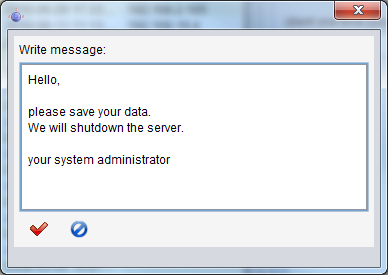 Write message:
Hello,
please save your data.
We will shutdown the server.
your system administrator